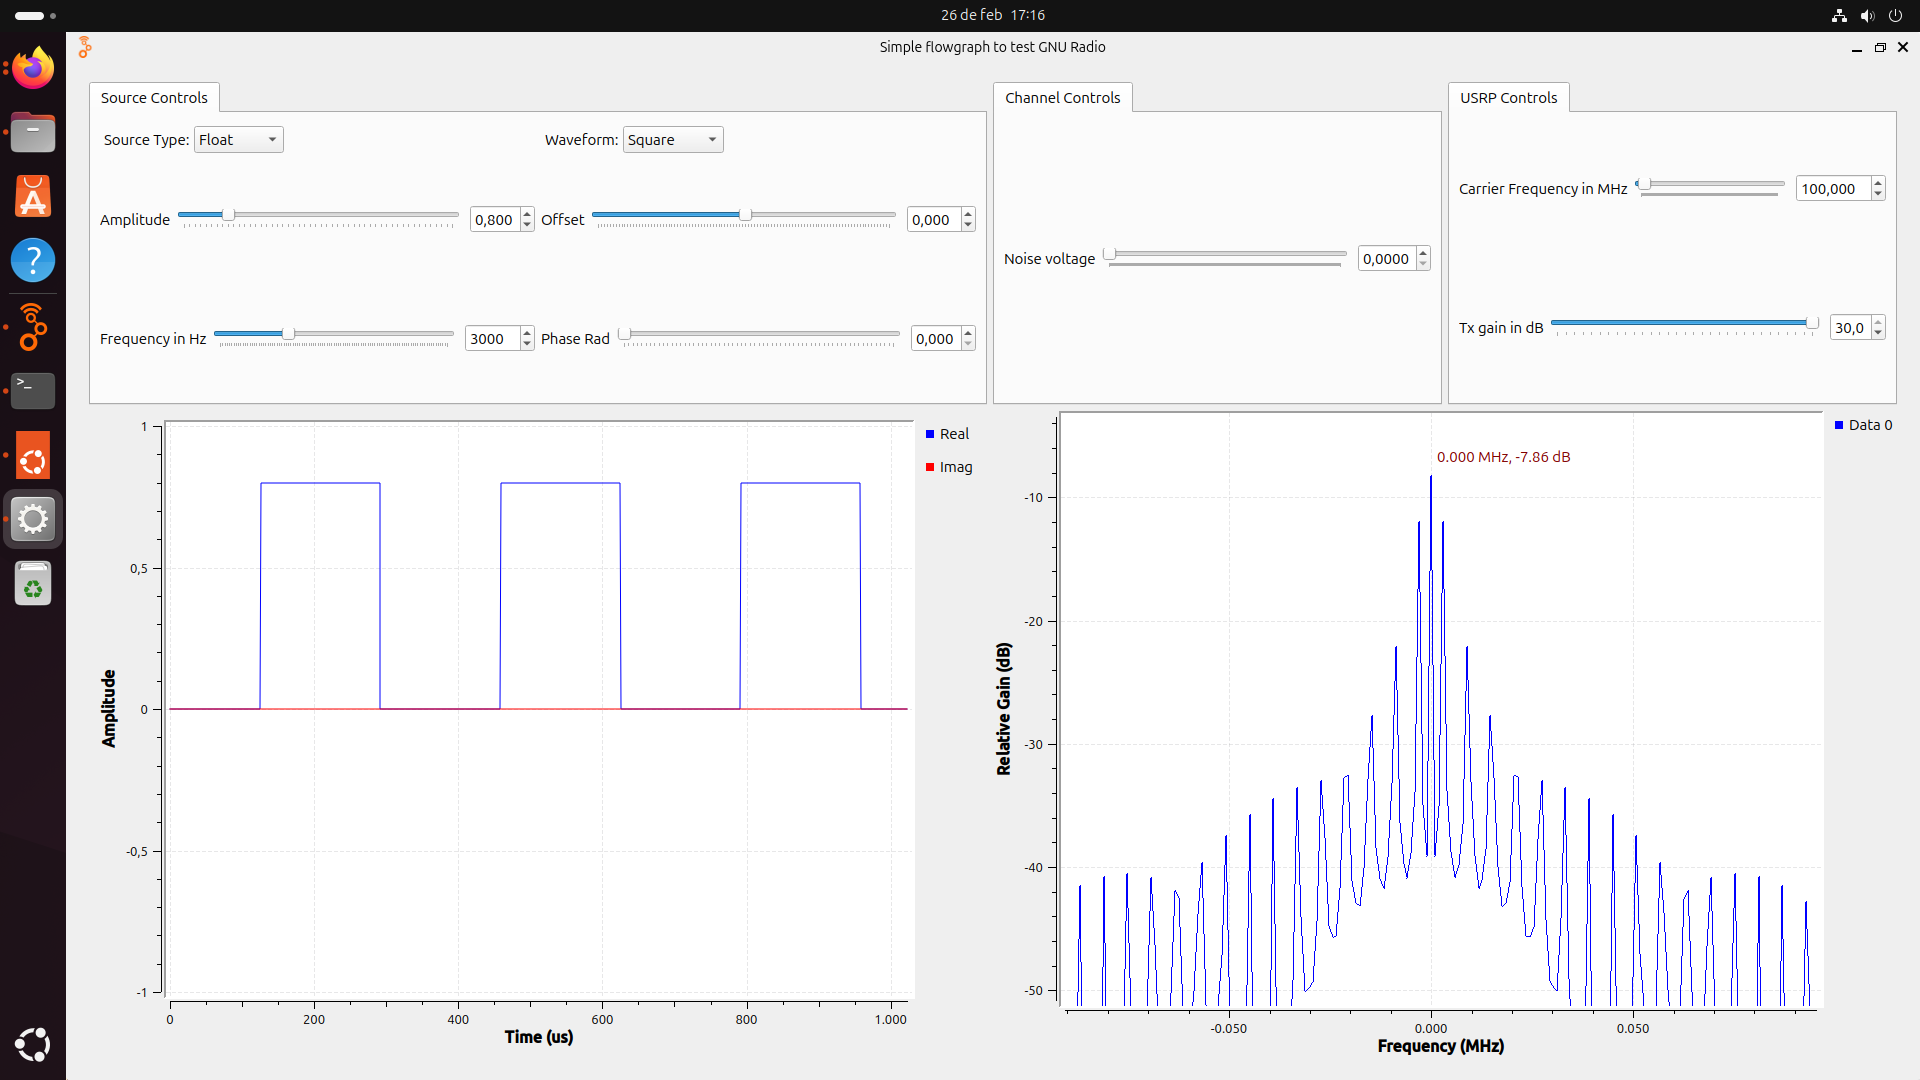 26 de feb 17:16
Simple flowgraph to test GNU Radio
Source Controls
Channel Controls
USRP Controls
Source Type: Float
Waveform: Square
Amplitude 0,800
Offset 0,000
Frequency in Hz 3000
Phase Rad 0,000
Noise voltage 0,0000
Carrier Frequency in MHz 100,000
Tx gain in dB 30,0
1
0,5
0
-0,5
-1
Amplitude
0 200 400 600 800 1.000
Time (us)
Real
Imag
0.000 MHz, -7.86 dB
Data 0
-10
-20
-30
-40
-50
Relative Gain (dB)
-0.050 0.000 0.050
Frequency (MHz)